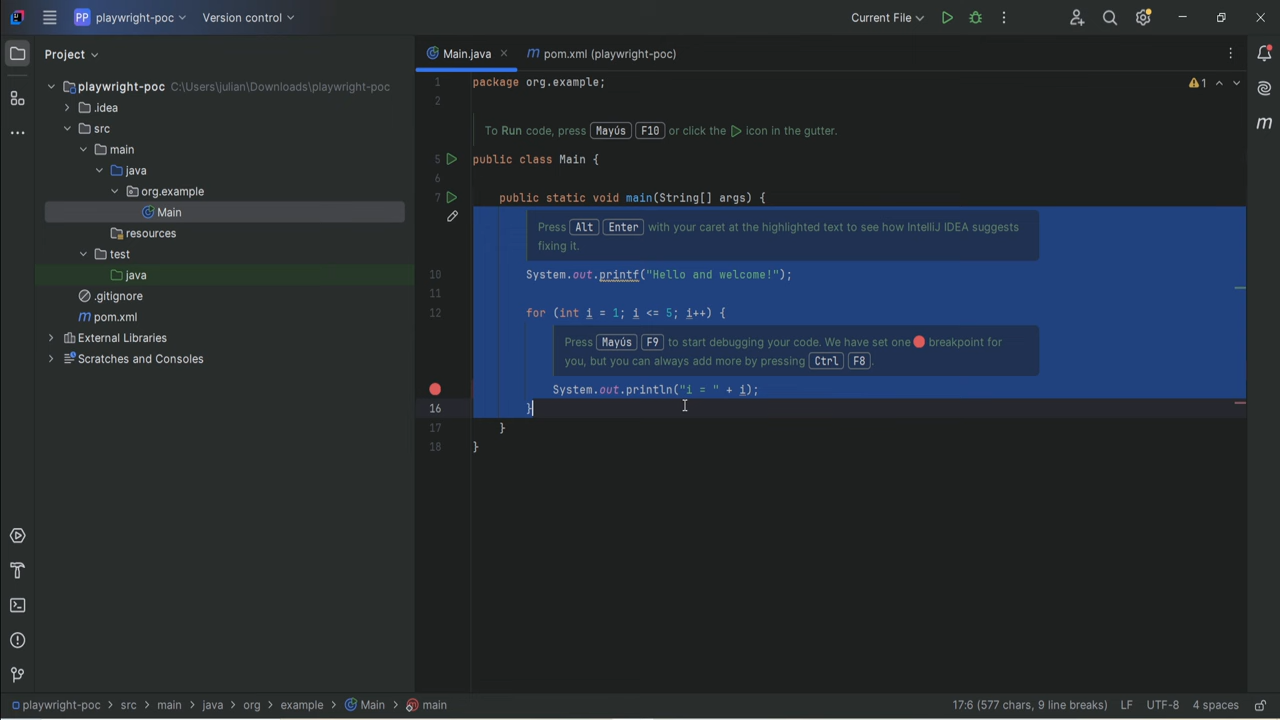 PP playwright-poc Version control Current File
Project
Main.java
pom.xml (playwright-poc)
playwright-poc C:\Users\julian\Downloads\playwright-poc
.idea
src
main
java
org.example
Main
resources
test
java
.gitignore
pom.xml
External Libraries
Scratches and Consoles
1 package org.example;
1
2
To Run code, press Mayús F10 or click the icon in the gutter.
5 public class Main {
6
7 public static void main(String[] args) {
Press Alt Enter with your caret at the highlighted text to see how IntelliJ IDEA suggests
fixing it.
10 System.out.printf("Hello and welcome!");
11
12 for (int i = 1; i <= 5; i++) {
Press Mayús F9 to start debugging your code. We have set one breakpoint for
you, but you can always add more by pressing Ctrl F8.
System.out.println("i = " + i);
16 }
17 }
18 }
playwright-poc > src > main > java > org > example > Main > main 17:6 (577 chars, 9 line breaks) LF UTF-8 4 spaces